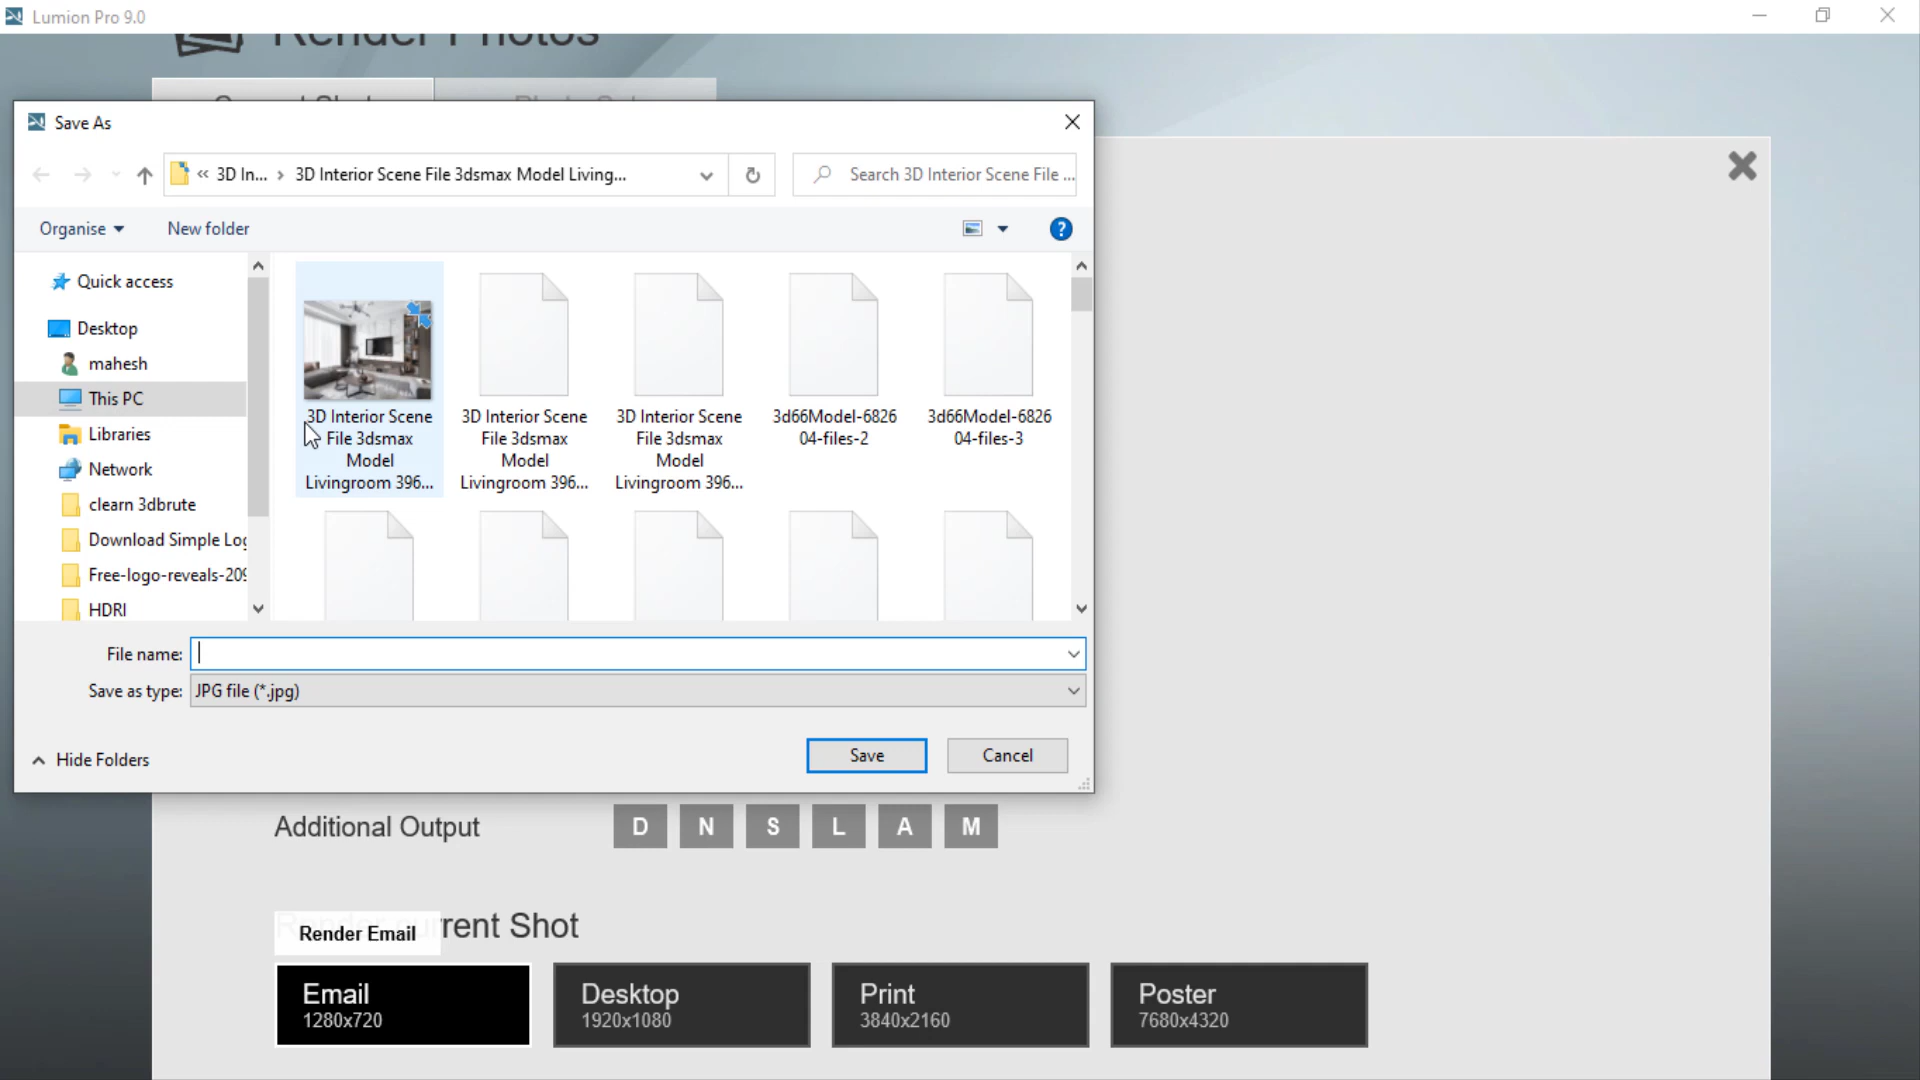 Lumion Pro 9.0
Render Photos
Save As
« 3D In... › 3D Interior Scene File 3dsmax Model Living...
Search 3D Interior Scene File ...
Organise
New folder
Quick access
Desktop
mahesh
This PC
Libraries
Network
clearn 3dbrute
Download Simple Log
Free-logo-reveals-209
HDRI
3D Interior Scene
File 3dsmax
Model
Livingroom 396...
3D Interior Scene
File 3dsmax
Model
Livingroom 396...
3D Interior Scene
File 3dsmax
Model
Livingroom 396...
3d66Model-6826
04-files-2
3d66Model-6826
04-files-3
File name:
Save as type: JPG file (*.jpg)
Hide Folders
Save
Cancel
Additional Output
D N S L A M
Render current Shot
Render Email
Email
1280x720
Desktop
1920x1080
Print
3840x2160
Poster
7680x4320